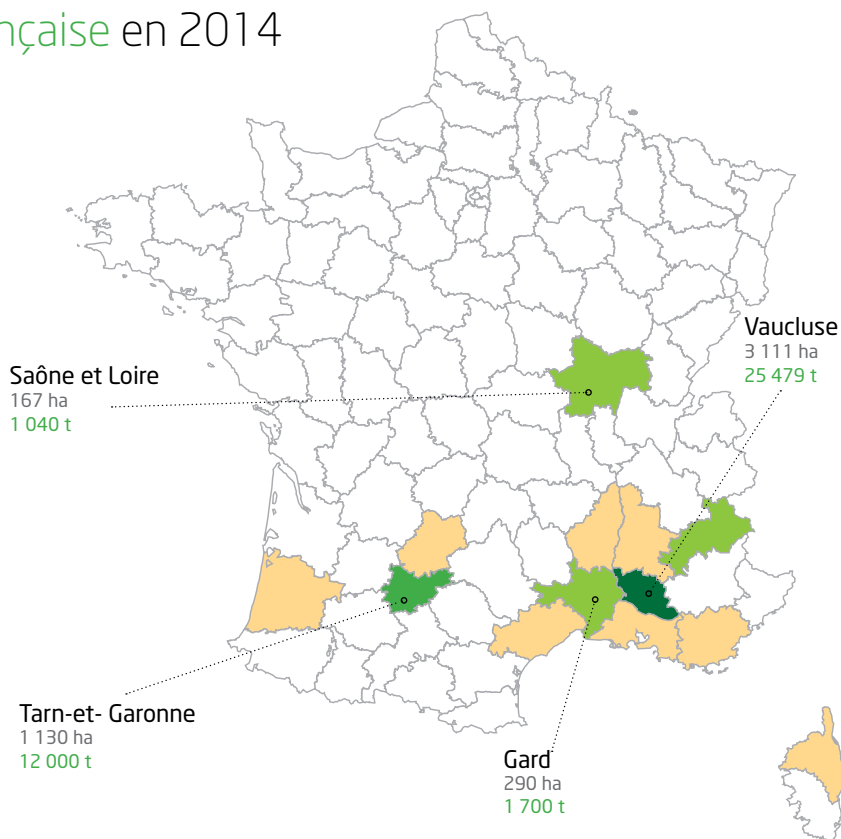 nçaise en 2014
Vaucluse
3 111 ha
25 479 t
Saône et Loire
167 ha
1 040 t
Tarn-et- Garonne
1 130 ha
12 000 t
Gard
290 ha
1 700 t